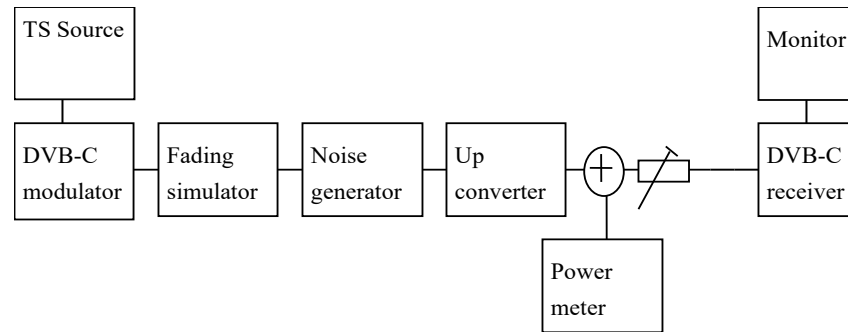 TS Source
Monitor
DVB-C
modulator
Fading
simulator
Noise
generator
Up
converter
+
DVB-C
receiver
Power
meter